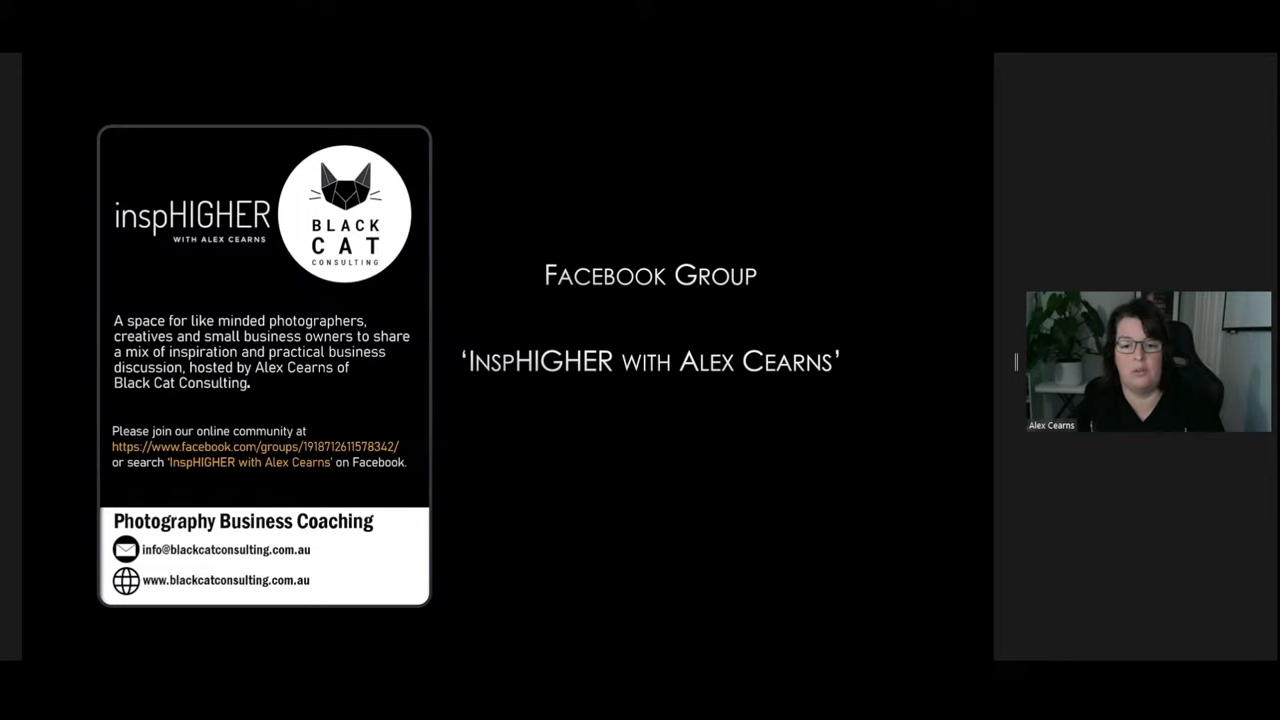 inspHIGHER
WITH ALEX CEARNS
BLACK
CAT
CONSULTING
A space for like minded photographers,
creatives and small business owners to share
a mix of inspiration and practical business
discussion, hosted by Alex Cearns of
Black Cat Consulting.
Please join our online community at
https://www.facebook.com/groups/1918712611578342/
or search 'InspHIGHER with Alex Cearns' on Facebook.
Photography Business Coaching
info@blackcatconsulting.com.au
www.blackcatconsulting.com.au
FACEBOOK GROUP
'INSPHIGHER WITH ALEX CEARNS'
Alex Cearns